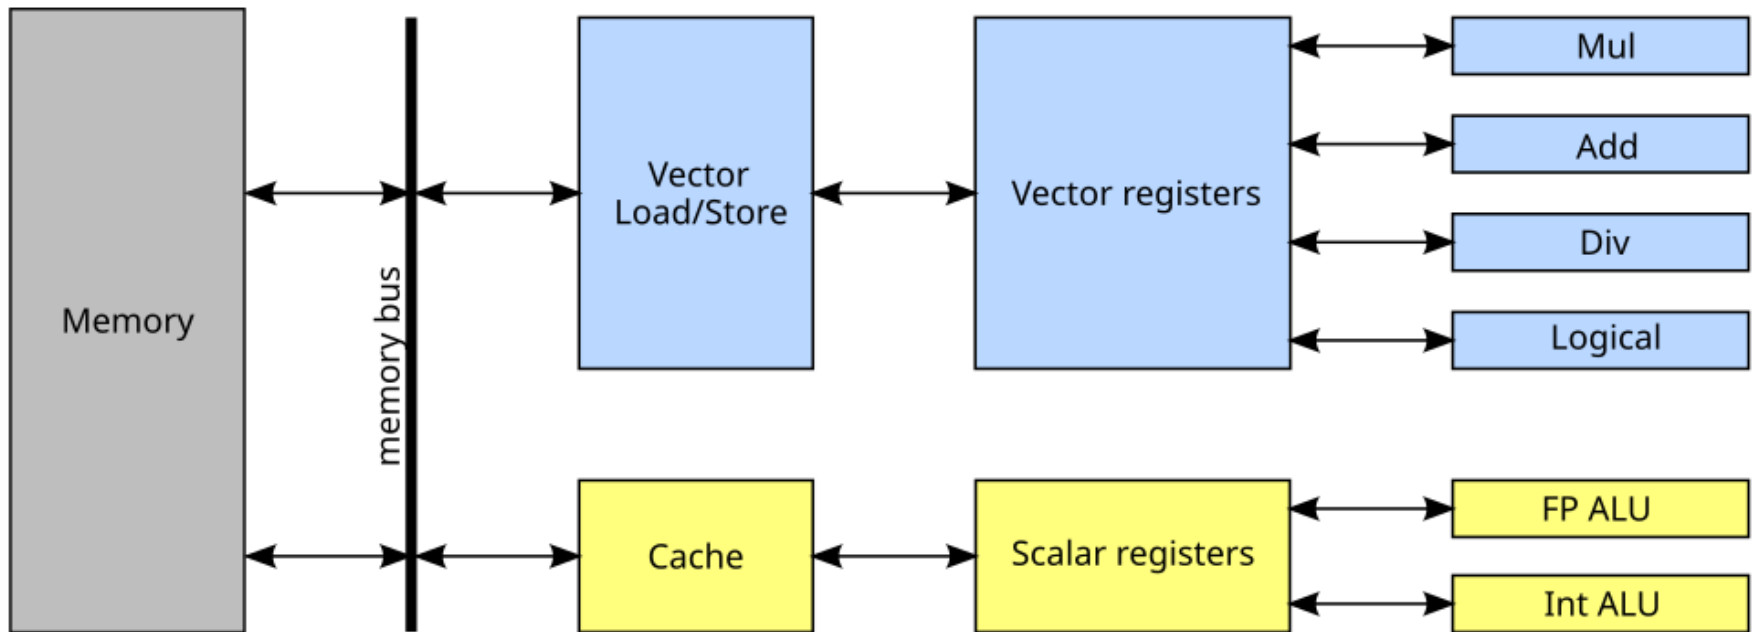 Memory
memory bus
Vector
Load/Store
Vector registers
Mul
Add
Div
Logical
Cache
Scalar registers
FP ALU
Int ALU